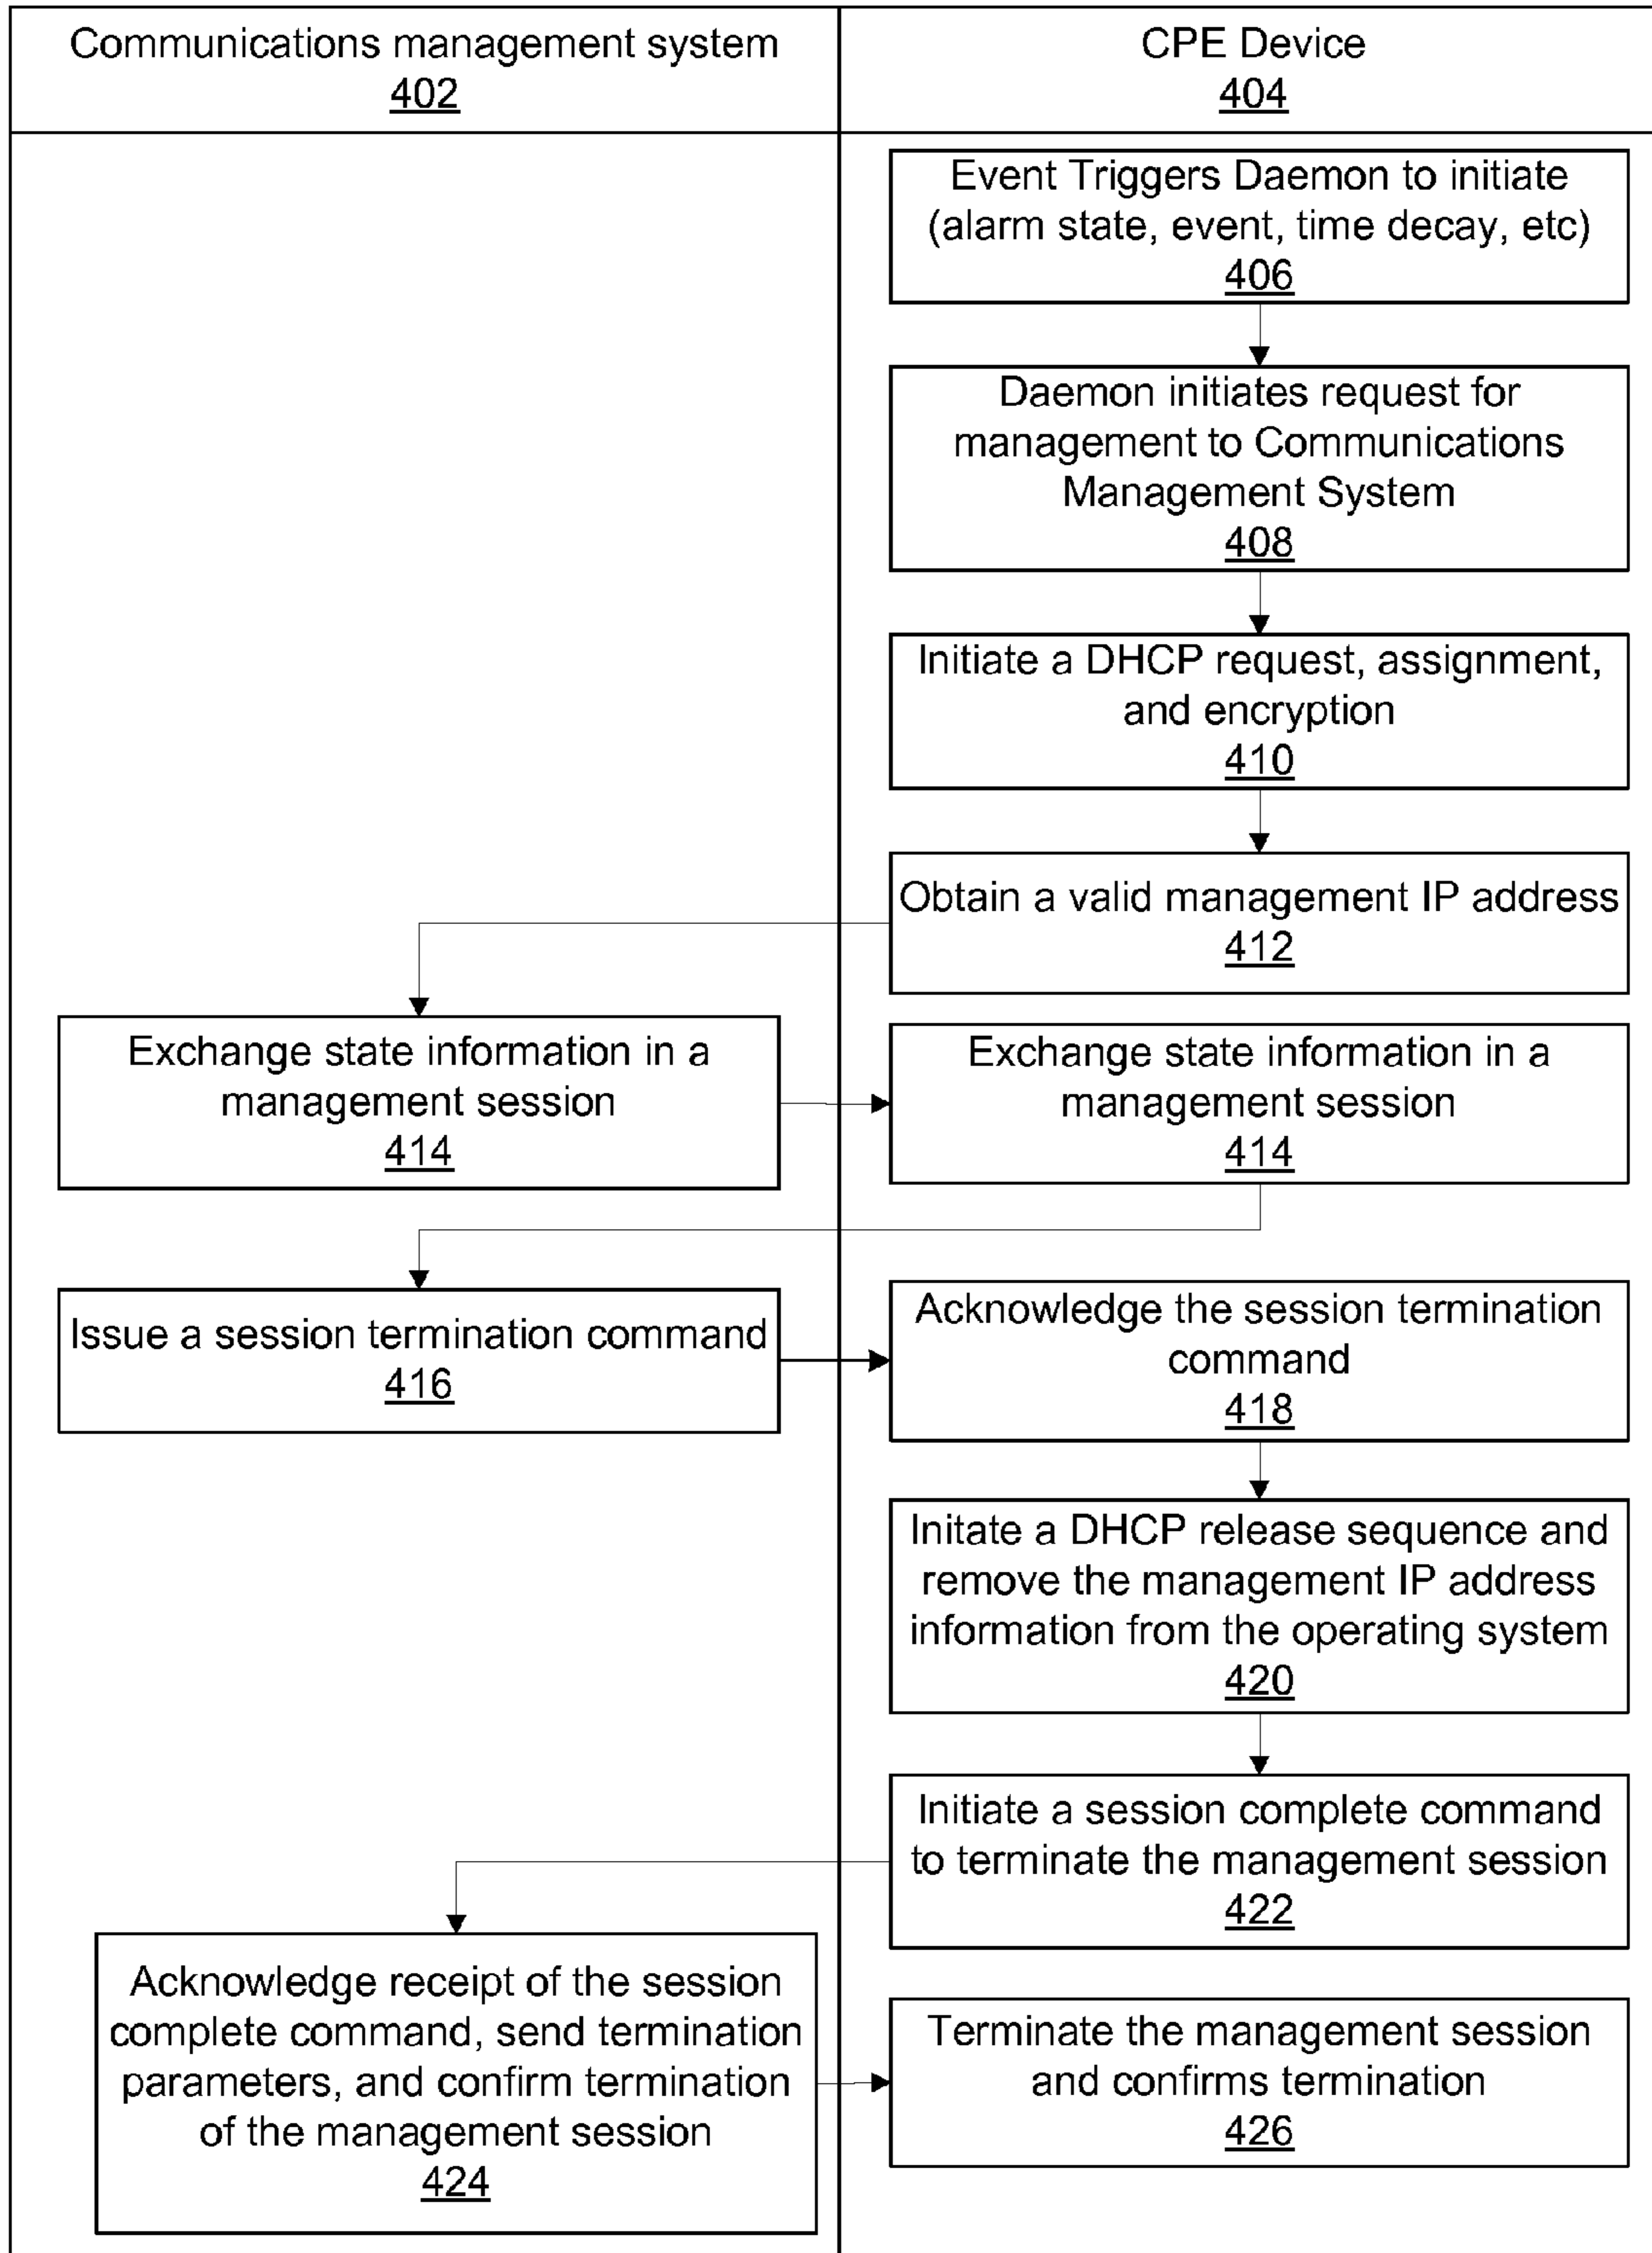 Communications management system
402
CPE Device
404
Event Triggers Daemon to initiate
(alarm state, event, time decay, etc)
406
Daemon initiates request for
management to Communications
Management System
408
Initiate a DHCP request, assignment,
and encryption
410
Obtain a valid management IP address
412
Exchange state information in a
management session
414
Exchange state information in a
management session
414
Issue a session termination command
416
Acknowledge the session termination
command
418
Initate a DHCP release sequence and
remove the management IP address
information from the operating system
420
Initiate a session complete command
to terminate the management session
422
Acknowledge receipt of the session
complete command, send termination
parameters, and confirm termination
of the management session
424
Terminate the management session
and confirms termination
426